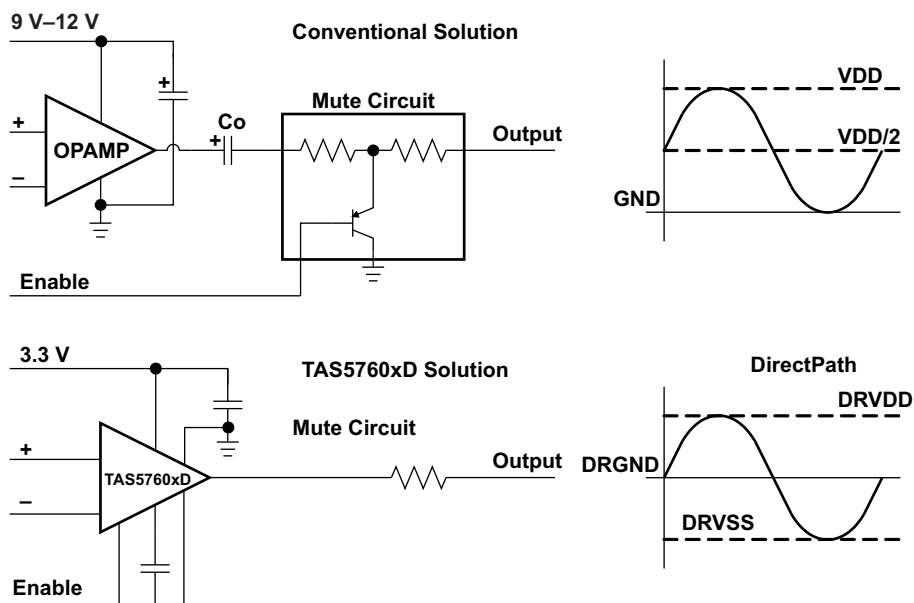 9 V–12 V
Conventional Solution
+
Mute Circuit
VDD
+
OPAMP
–
Co
+
Output
VDD/2
GND
Enable
3.3 V
TAS5760xD Solution
DirectPath
DRVDD
Mute Circuit
+
TAS5760xD
–
Output
DRGND
DRVSS
Enable